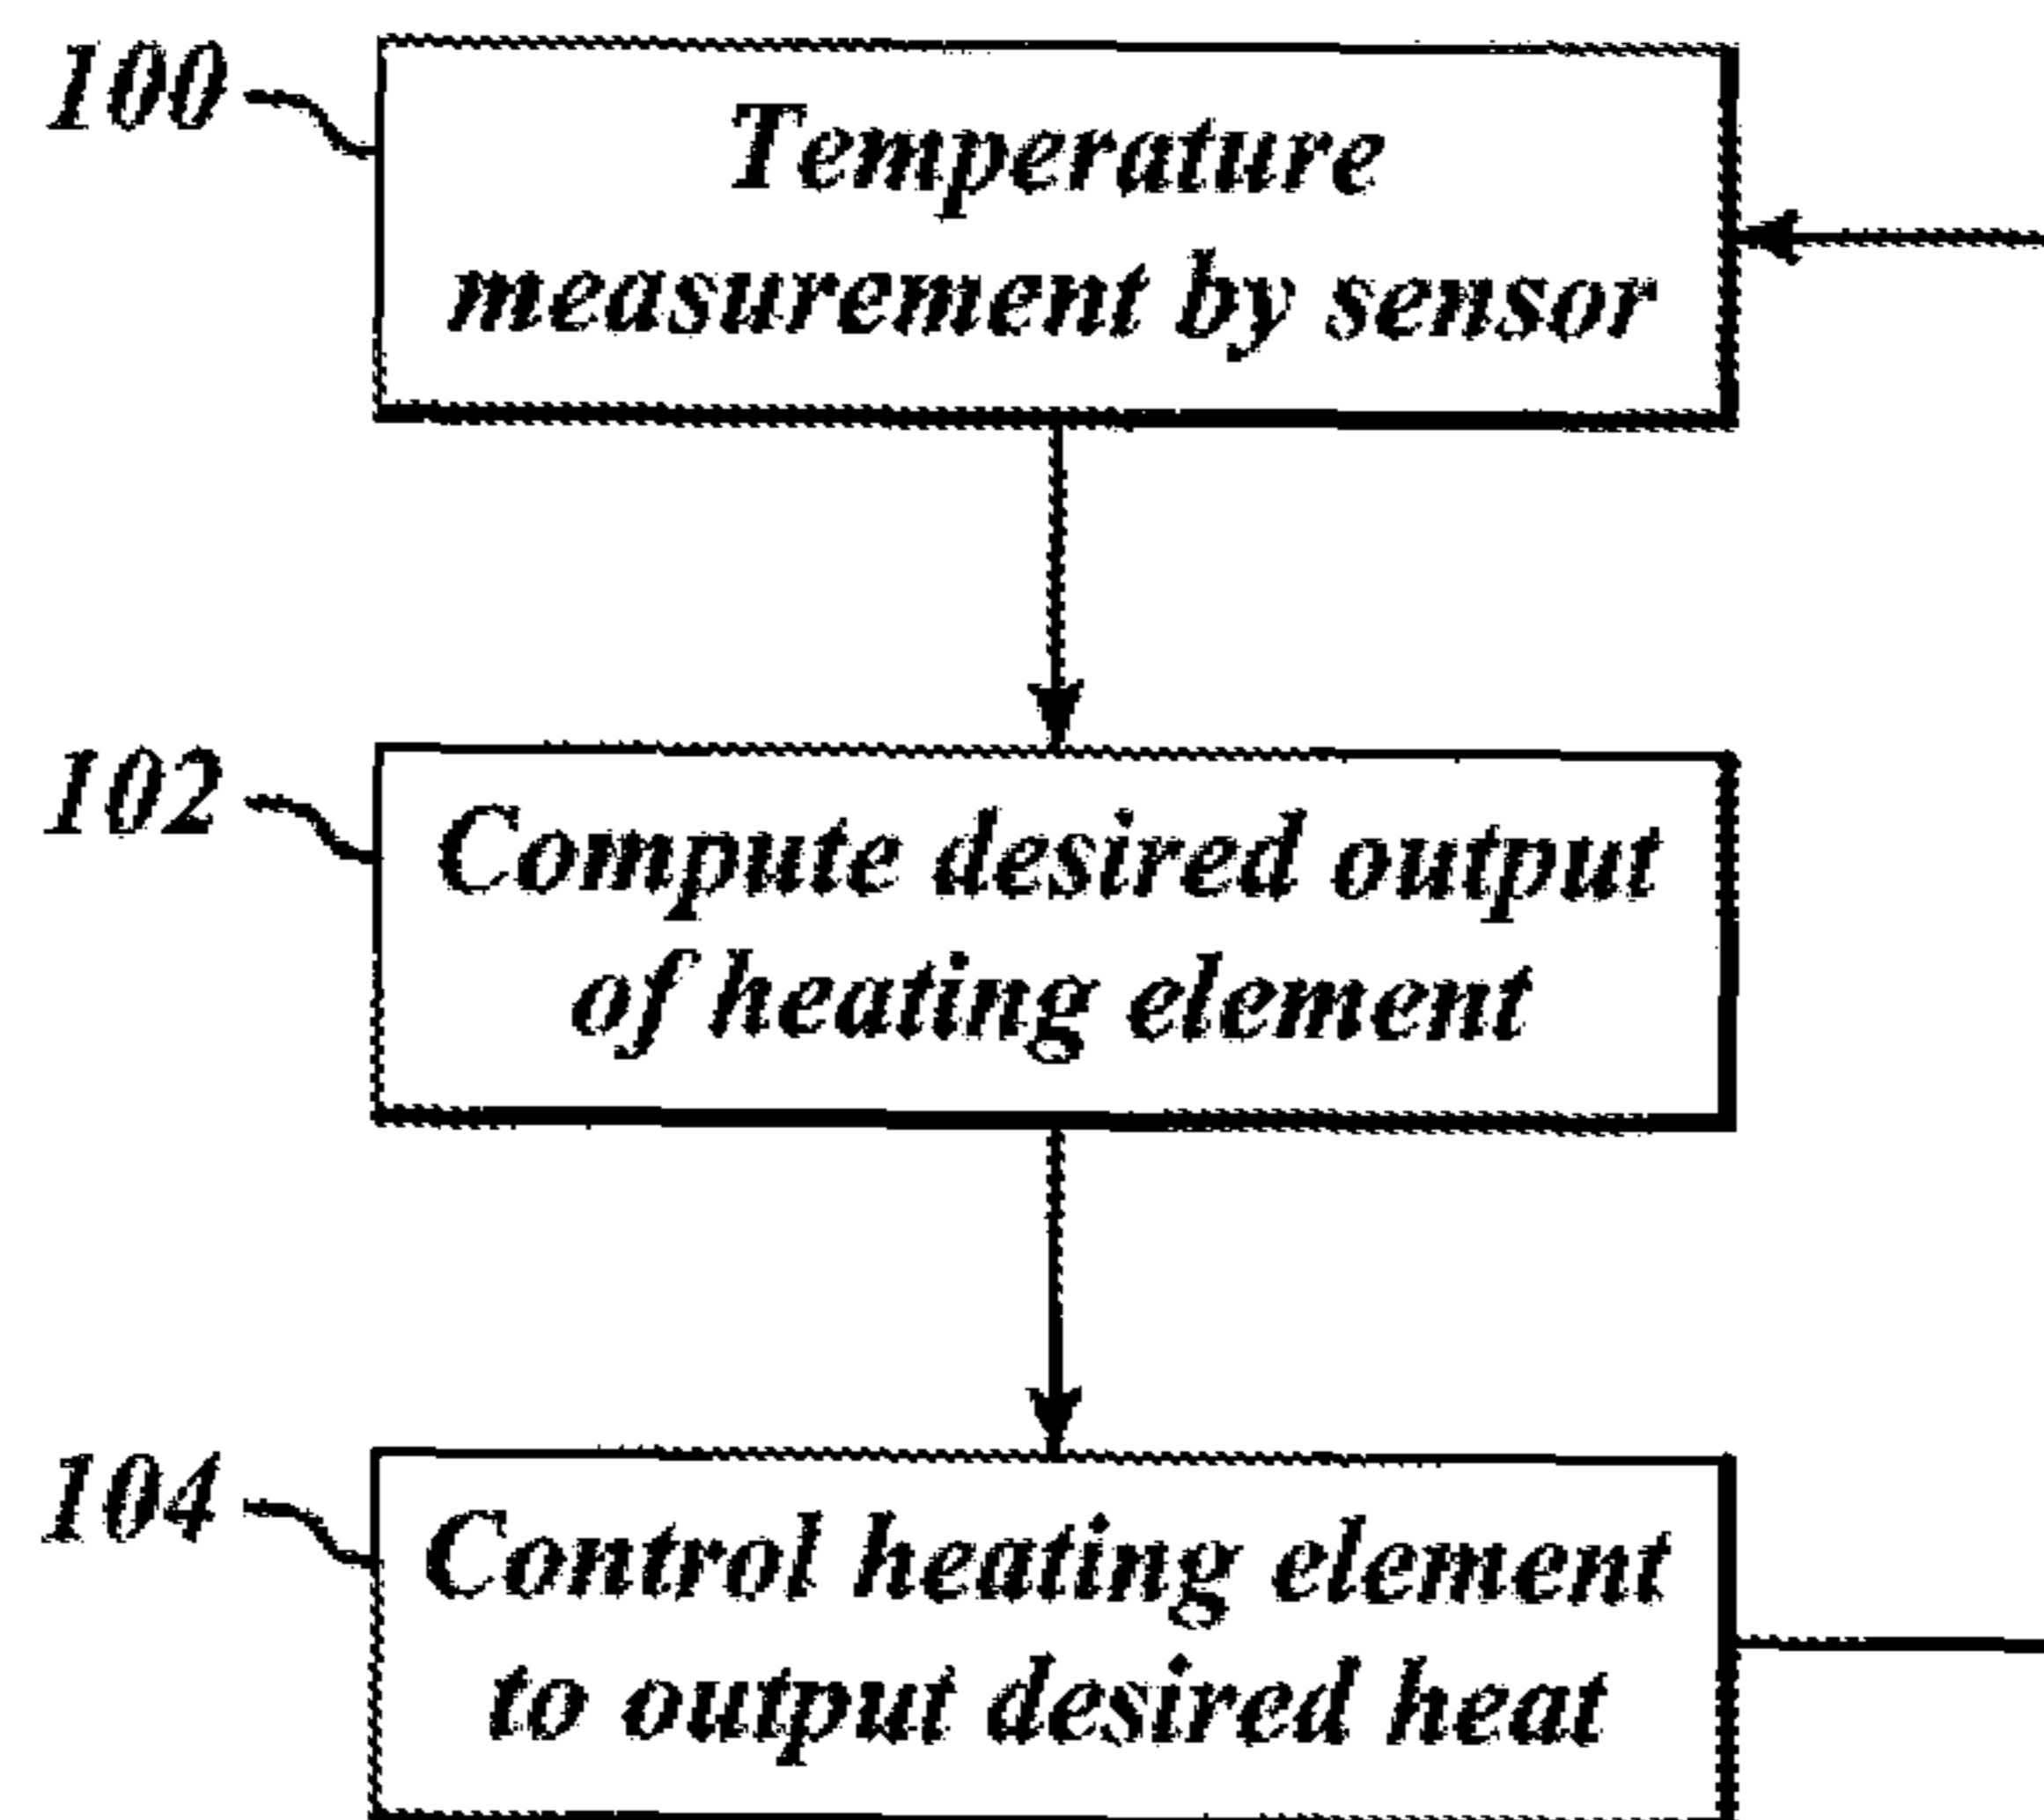 100
Temperature
measurement by sensor
102
Compute desired output
of heating element
104
Control heating element
to output desired heat